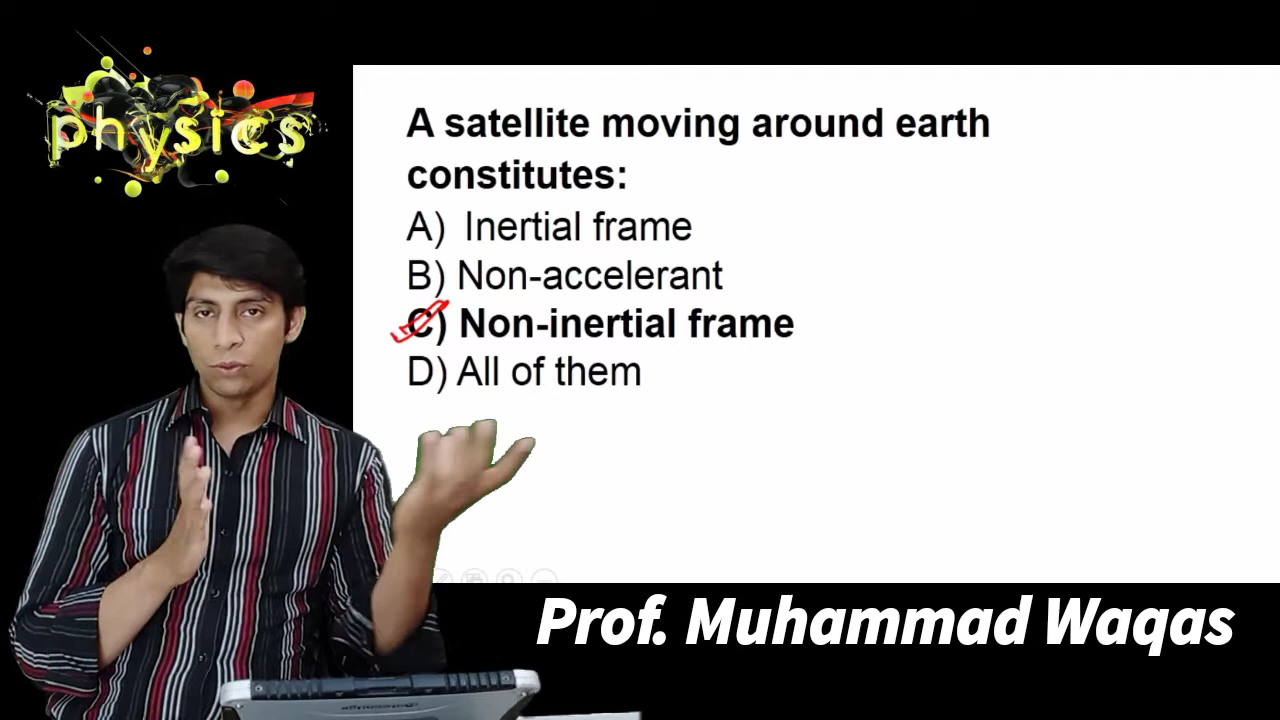 physics
A satellite moving around earth
constitutes:
A) Inertial frame
B) Non-accelerant
C) Non-inertial frame
D) All of them
Prof. Muhammad Waqas